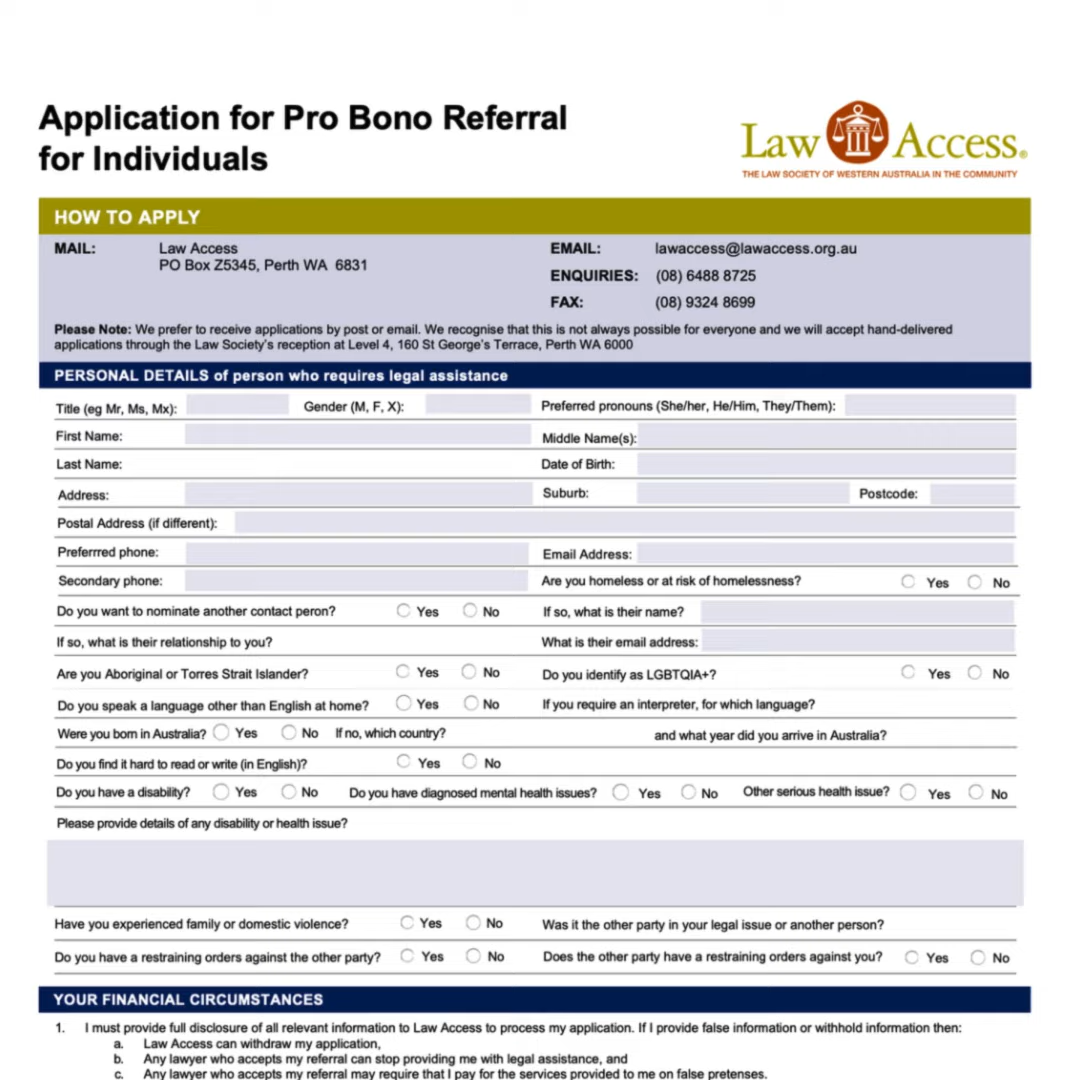 Application for Pro Bono Referral
for Individuals
Law Access®
THE LAW SOCIETY OF WESTERN AUSTRALIA IN THE COMMUNITY
HOW TO APPLY
MAIL: Law Access
PO Box Z5345, Perth WA 6831
EMAIL: lawaccess@lawaccess.org.au
ENQUIRIES: (08) 6488 8725
FAX: (08) 9324 8699
Please Note: We prefer to receive applications by post or email. We recognise that this is not always possible for everyone and we will accept hand-delivered
applications through the Law Society's reception at Level 4, 160 St George's Terrace, Perth WA 6000
PERSONAL DETAILS of person who requires legal assistance
Title (eg Mr, Ms, Mx): Gender (M, F, X): Preferred pronouns (She/her, He/Him, They/Them):
First Name: Middle Name(s):
Last Name: Date of Birth:
Address: Suburb: Postcode:
Postal Address (if different):
Preferrred phone: Email Address:
Secondary phone: Are you homeless or at risk of homelessness? Yes No
Do you want to nominate another contact peron? Yes No If so, what is their name?
If so, what is their relationship to you? What is their email address:
Are you Aboriginal or Torres Strait Islander? Yes No Do you identify as LGBTQIA+? Yes No
Do you speak a language other than English at home? Yes No If you require an interpreter, for which language?
Were you born in Australia? Yes No If no, which country? and what year did you arrive in Australia?
Do you find it hard to read or write (in English)? Yes No
Do you have a disability? Yes No Do you have diagnosed mental health issues? Yes No Other serious health issue? Yes No
Please provide details of any disability or health issue?
Have you experienced family or domestic violence? Yes No Was it the other party in your legal issue or another person?
Do you have a restraining orders against the other party? Yes No Does the other party have a restraining orders against you? Yes No
YOUR FINANCIAL CIRCUMSTANCES
1. I must provide full disclosure of all relevant information to Law Access to process my application. If I provide false information or withhold information then:
a. Law Access can withdraw my application,
b. Any lawyer who accepts my referral can stop providing me with legal assistance, and
c. Any lawyer who accepts my referral may require that I pay for the services provided to me on false pretenses.